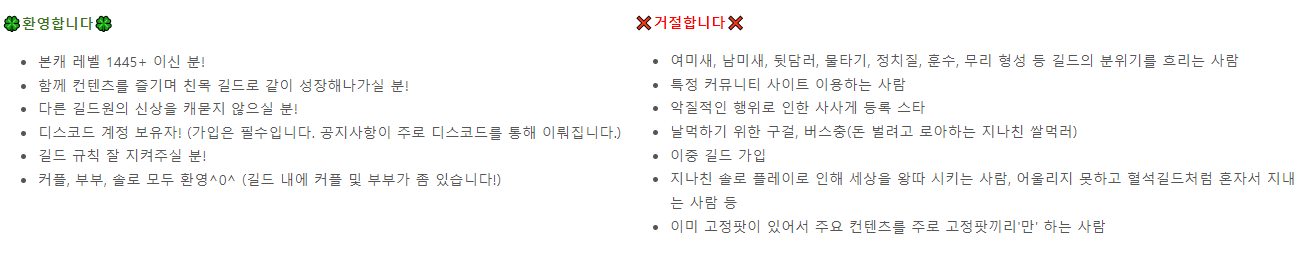 🍀환영합니다🍀
• 본캐 레벨 1445+ 이신 분!
• 함께 컨텐츠를 즐기며 친목 길드로 같이 성장해나가실 분!
• 다른 길드원의 신상을 캐묻지 않으실 분!
• 디스코드 계정 보유자! (가입은 필수입니다. 공지사항이 주로 디스코드를 통해 이뤄집니다.)
• 길드 규칙 잘 지켜주실 분!
• 커플, 부부, 솔로 모두 환영^0^ (길드 내에 커플 및 부부가 좀 있습니다!)
❌거절합니다❌
• 여미새, 남미새, 뒷담러, 물타기, 정치질, 훈수, 무리 형성 등 길드의 분위기를 흐리는 사람
• 특정 커뮤니티 사이트 이용하는 사람
• 악질적인 행위로 인한 사사게 등록 스타
• 날먹하기 위한 구걸, 버스충(돈 벌려고 로아하는 지나친 쌀먹러)
• 이중 길드 가입
• 지나친 솔로 플레이로 인해 세상을 왕따 시키는 사람, 어울리지 못하고 혈석길드처럼 혼자서 지내
는 사람 등
• 이미 고정팟이 있어서 주요 컨텐츠를 주로 고정팟끼리'만' 하는 사람